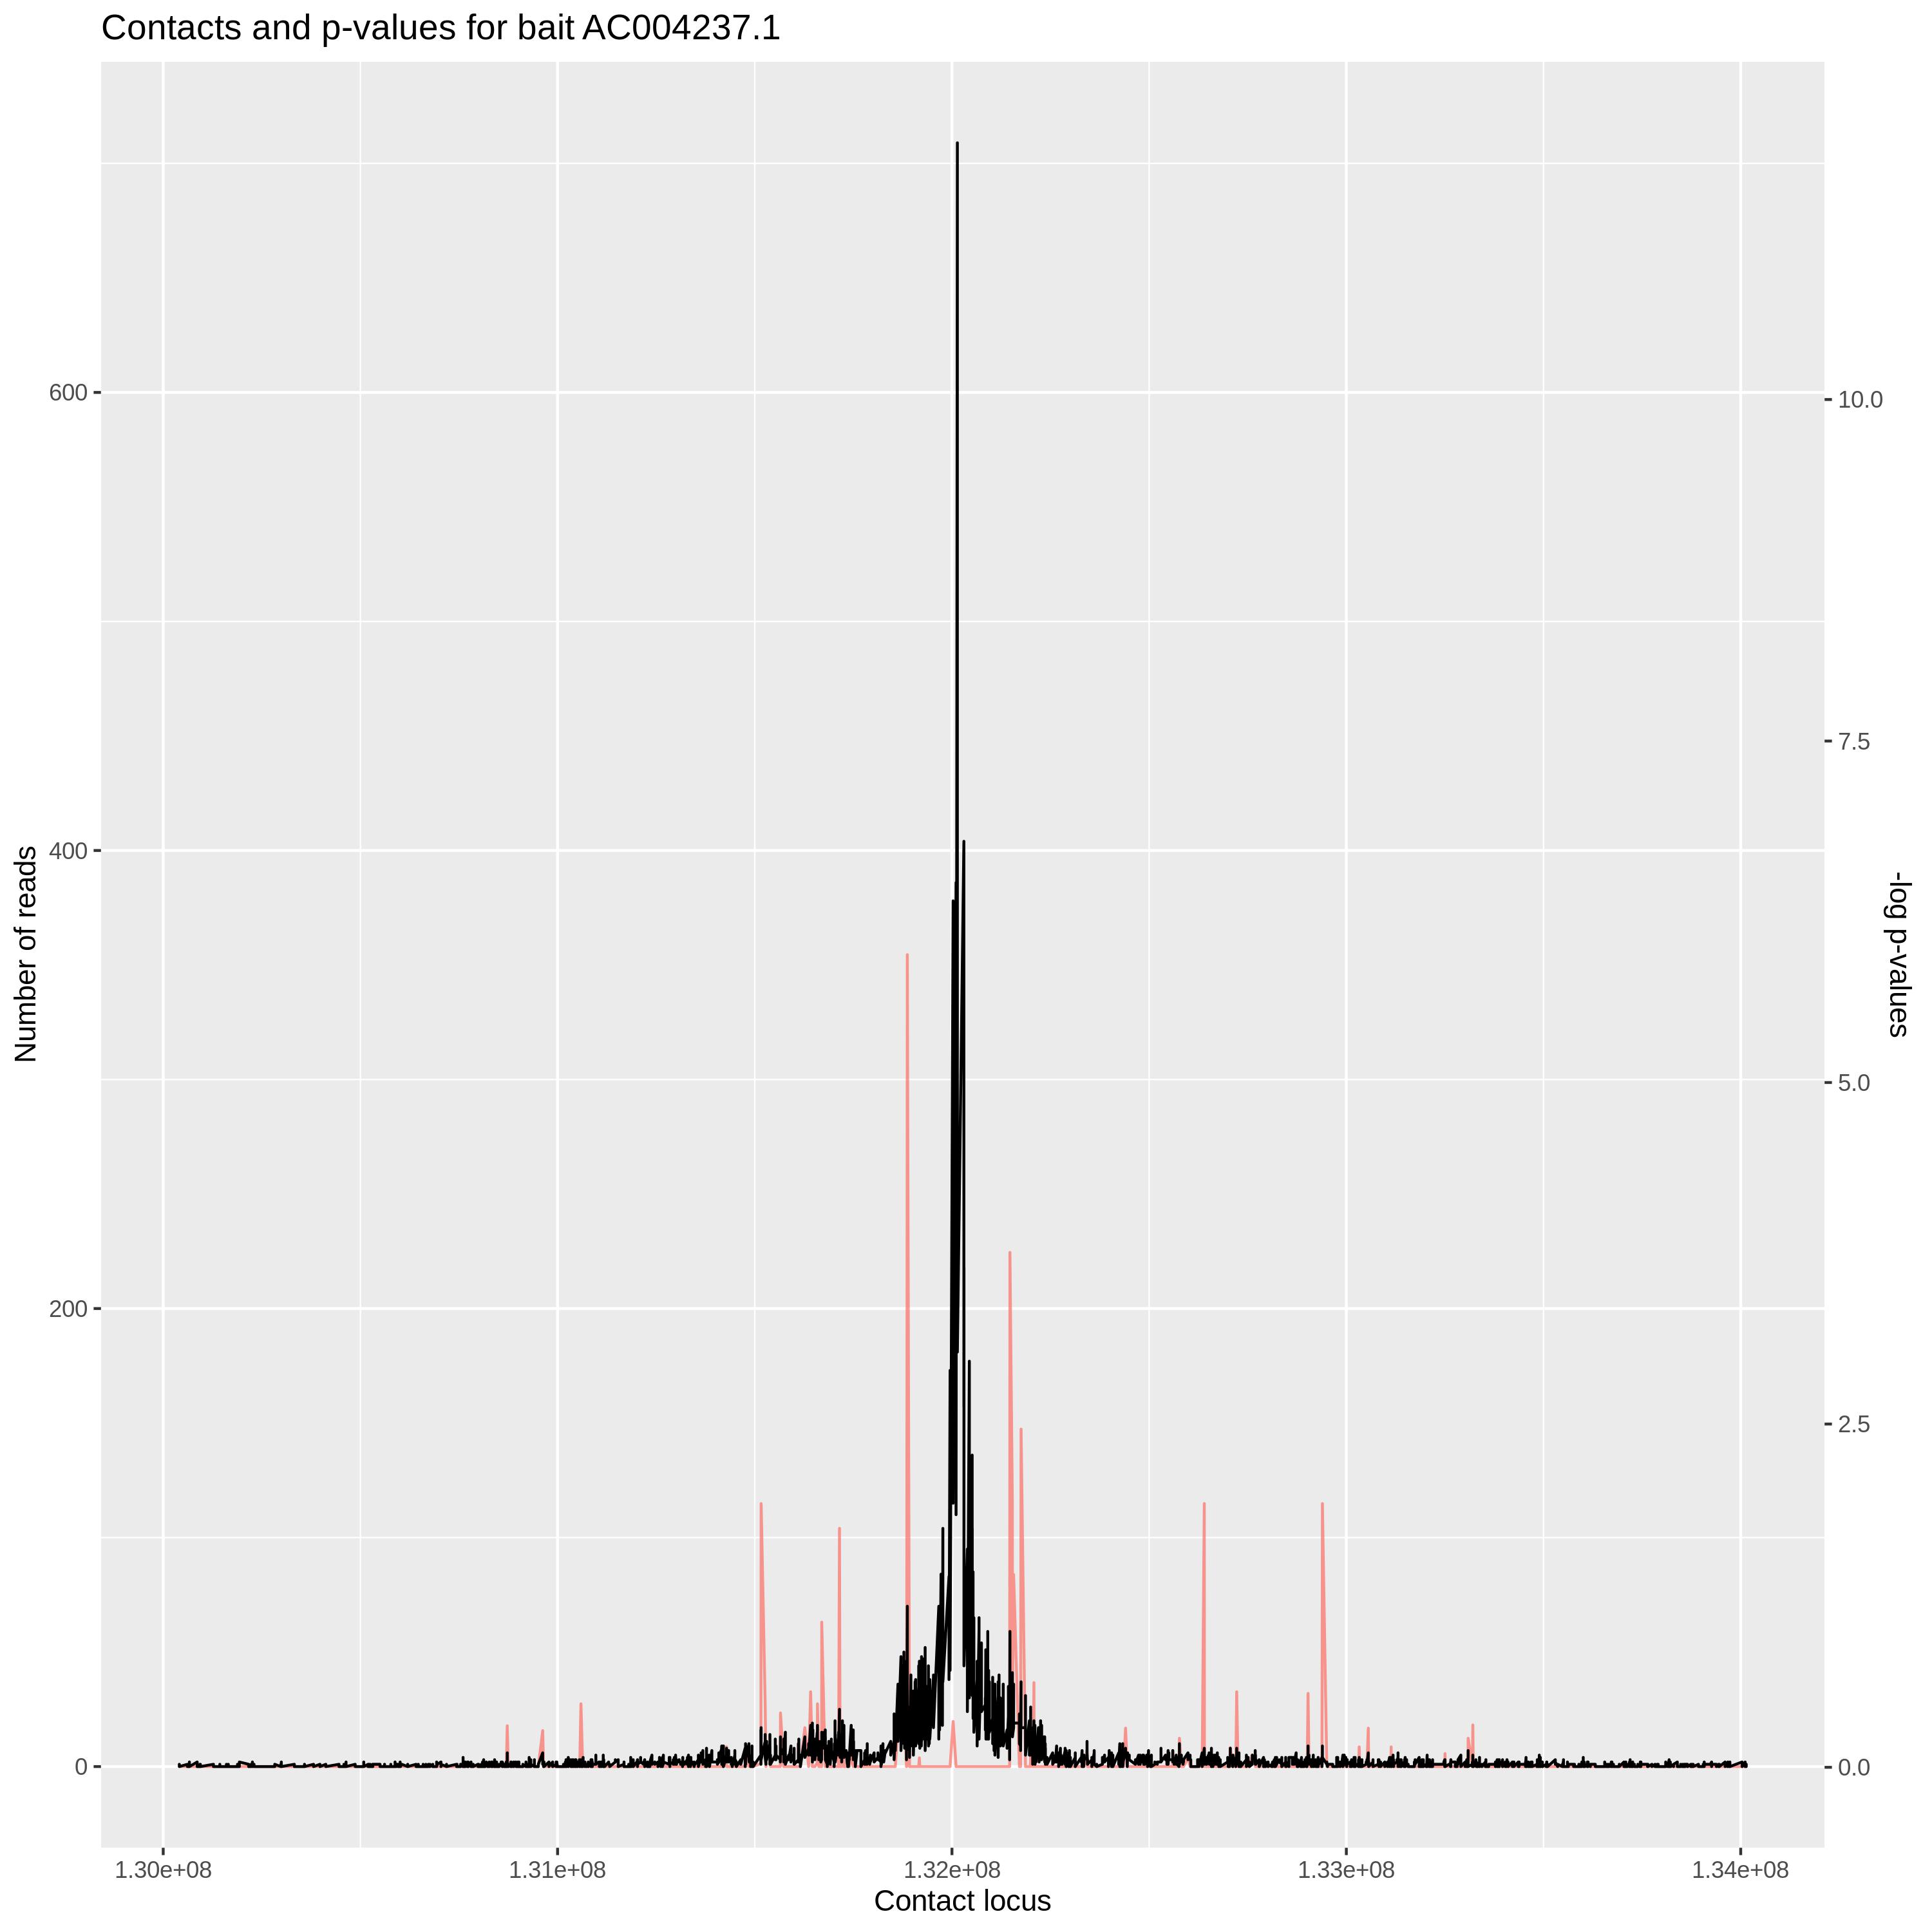 Contacts and p-values for bait AC004237.1
Number of reads
600
400
200
0
10.0
7.5
5.0
2.5
0.0
-log p-values
1.30e+08
1.31e+08
1.32e+08
1.33e+08
1.34e+08
Contact locus